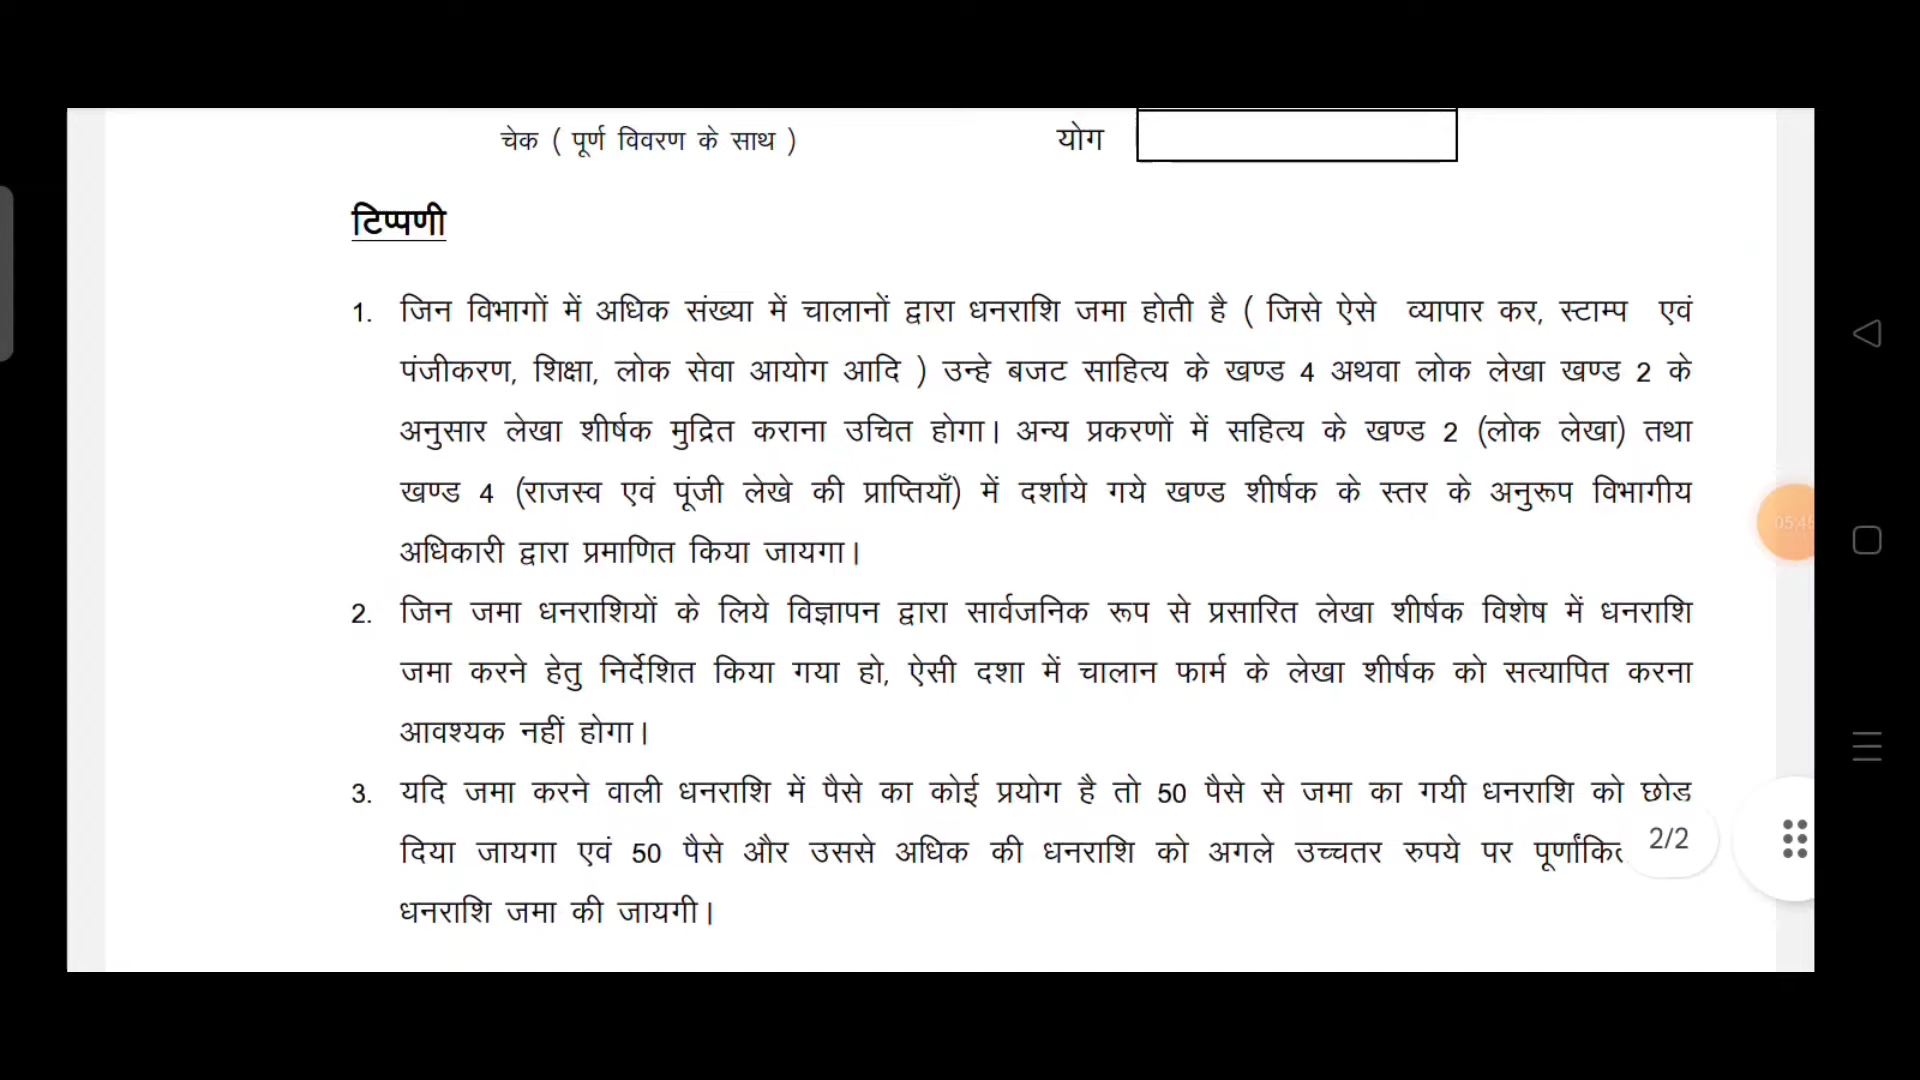 चेक ( पूर्ण विवरण के साथ ) योग
टिप्पणी
1. जिन विभागों में अधिक संख्या में चालानों द्वारा धनराशि जमा होती है ( जिसे ऐसे व्यापार कर, स्टाम्प एवं
पंजीकरण, शिक्षा, लोक सेवा आयोग आदि ) उन्हे बजट साहित्य के खण्ड 4 अथवा लोक लेखा खण्ड 2 के
अनुसार लेखा शीर्षक मुद्रित कराना उचित होगा। अन्य प्रकरणों में सहित्य के खण्ड 2 (लोक लेखा) तथा
खण्ड 4 (राजस्व एवं पूंजी लेखे की प्राप्तियाँ) में दर्शाये गये खण्ड शीर्षक के स्तर के अनुरूप विभागीय
अधिकारी द्वारा प्रमाणित किया जायगा।
2. जिन जमा धनराशियों के लिये विज्ञापन द्वारा सार्वजनिक रूप से प्रसारित लेखा शीर्षक विशेष में धनराशि
जमा करने हेतु निर्देशित किया गया हो, ऐसी दशा में चालान फार्म के लेखा शीर्षक को सत्यापित करना
आवश्यक नहीं होगा।
3. यदि जमा करने वाली धनराशि में पैसे का कोई प्रयोग है तो 50 पैसे से जमा का गयी धनराशि को छोड
दिया जायगा एवं 50 पैसे और उससे अधिक की धनराशि को अगले उच्चतर रुपये पर
धनराशि जमा की जायगी।
2/2